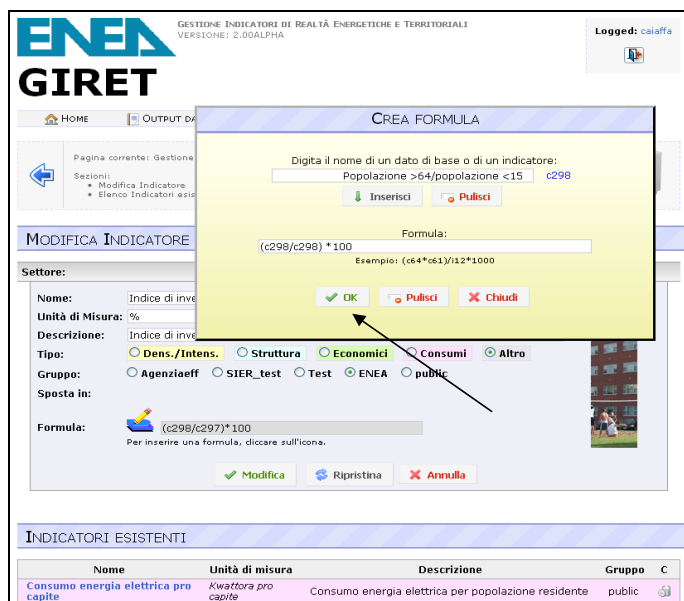 ENEA
GESTIONE INDICATORI DI REALTÀ ENERGETICHE E TERRITORIALI
VERSIONE: 2.00ALPHA
Logged: caiaffa
GIRET
HOME OUTPUT DA
CREA FORMULA
Pagina corrente: Gestione
Sezioni:
Modifica Indicatore
Elenco Indicatori esis
Digita il nome di un dato di base o di un indicatore:
Popolazione >64/popolazione <15 c298
Inserisci Pulisci
Formula:
(c298/c298) *100
Esempio: (c64*c61)/i12*1000
OK Pulisci Chiudi
MODIFICA INDICATORE
Settore:
Nome: Indice di inve
Unità di Misura: %
Descrizione: Indice di inve
Tipo: Dens./Intens. Struttura Economici Consumi Altro
Gruppo: Agenziaeff SIER_test Test ENEA public
Sposta in:
Formula: (c298/c297)*100
Per inserire una formula, cliccare sull'icona.
Modifica Ripristina Annulla
INDICATORI ESISTENTI
Nome Unità di misura Descrizione Gruppo C
Consumo energia elettrica pro capite Kwattora pro capite Consumo energia elettrica per popolazione residente public